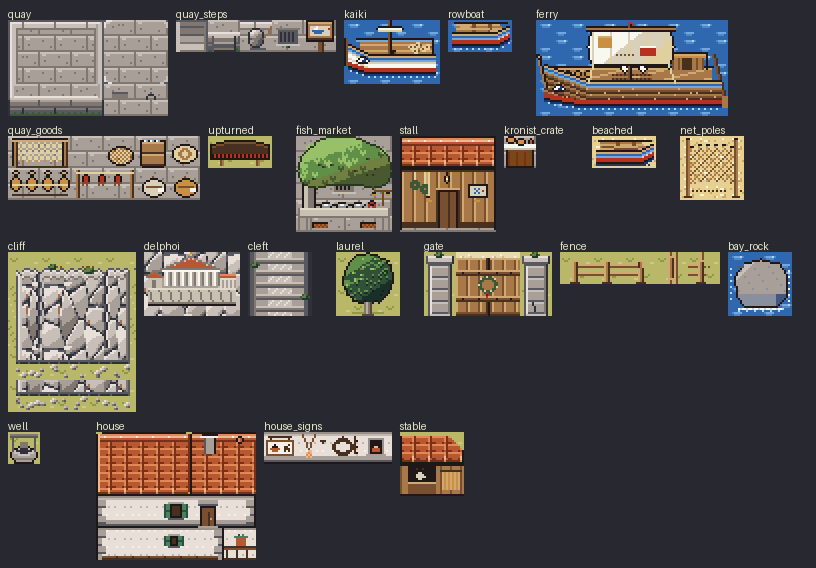 quay quay_steps kaiki rowboat ferry
quay_goods upturned fish_market stall kronist_crate beached net_poles
cliff delphoi cleft laurel gate fence bay_rock
well house house_signs stable